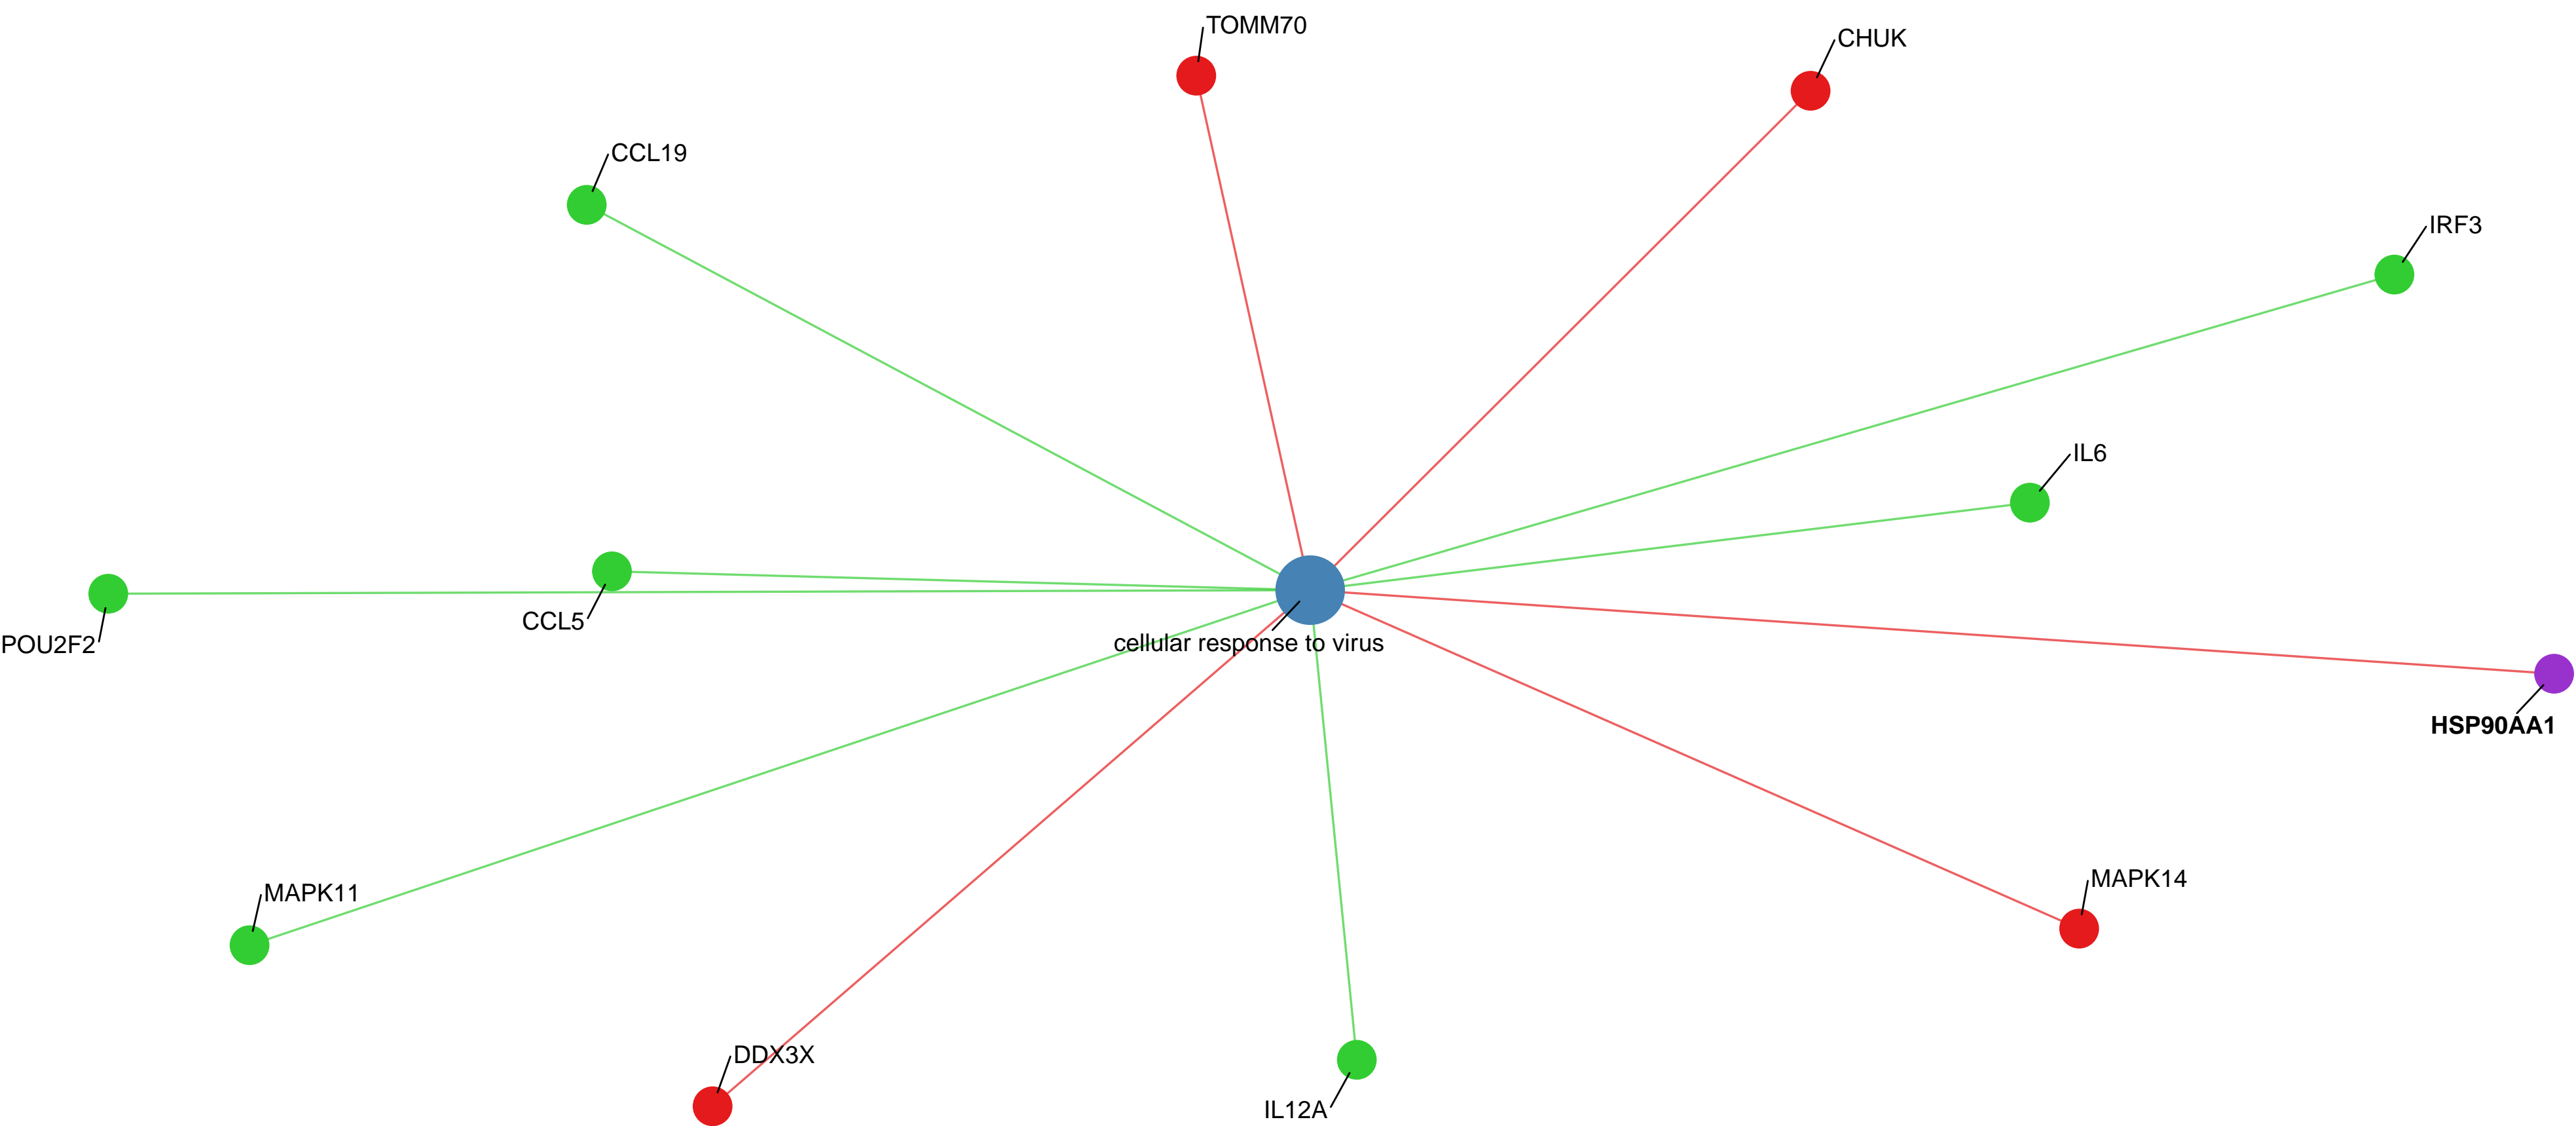 TOMM70
CHUK
CCL19
IRF3
IL6
CCL5
POU2F2
cellular response to virus
HSP90AA1
MAPK11
MAPK14
DDX3X
IL12A